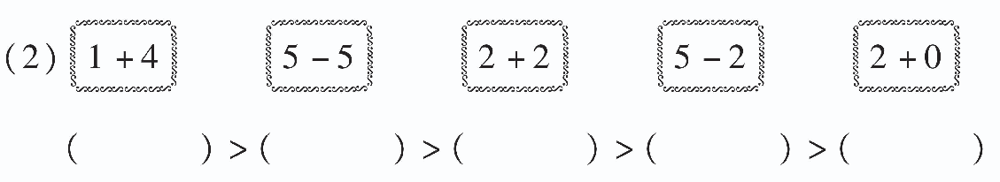 (2) 1+4 5-5 2+2 5-2 2+0
( )>( )>( )>( )>( )